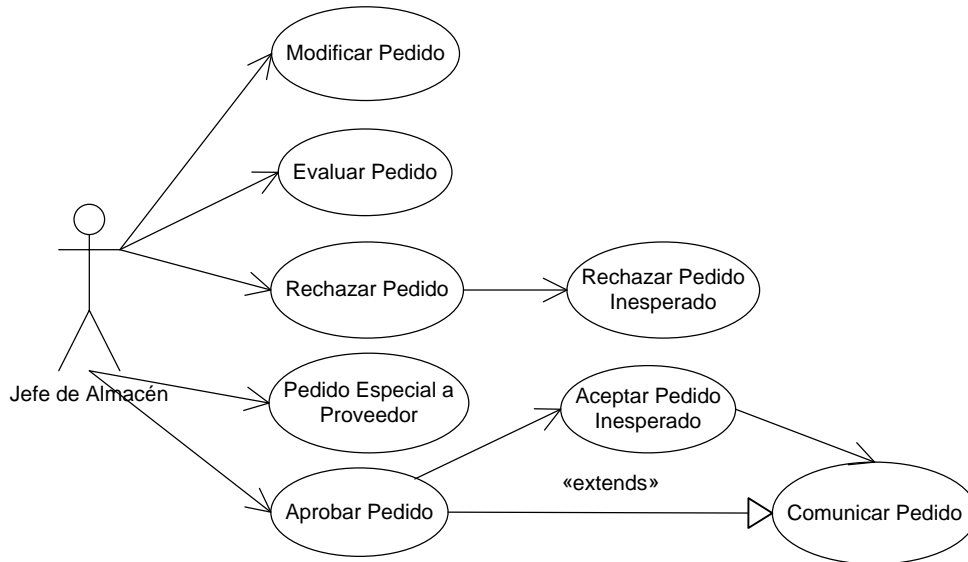 Modificar Pedido
Evaluar Pedido
Rechazar Pedido
Rechazar Pedido
Inesperado
Jefe de Almacén
Pedido Especial a
Proveedor
Aceptar Pedido
Inesperado
«extends»
Aprobar Pedido
Comunicar Pedido